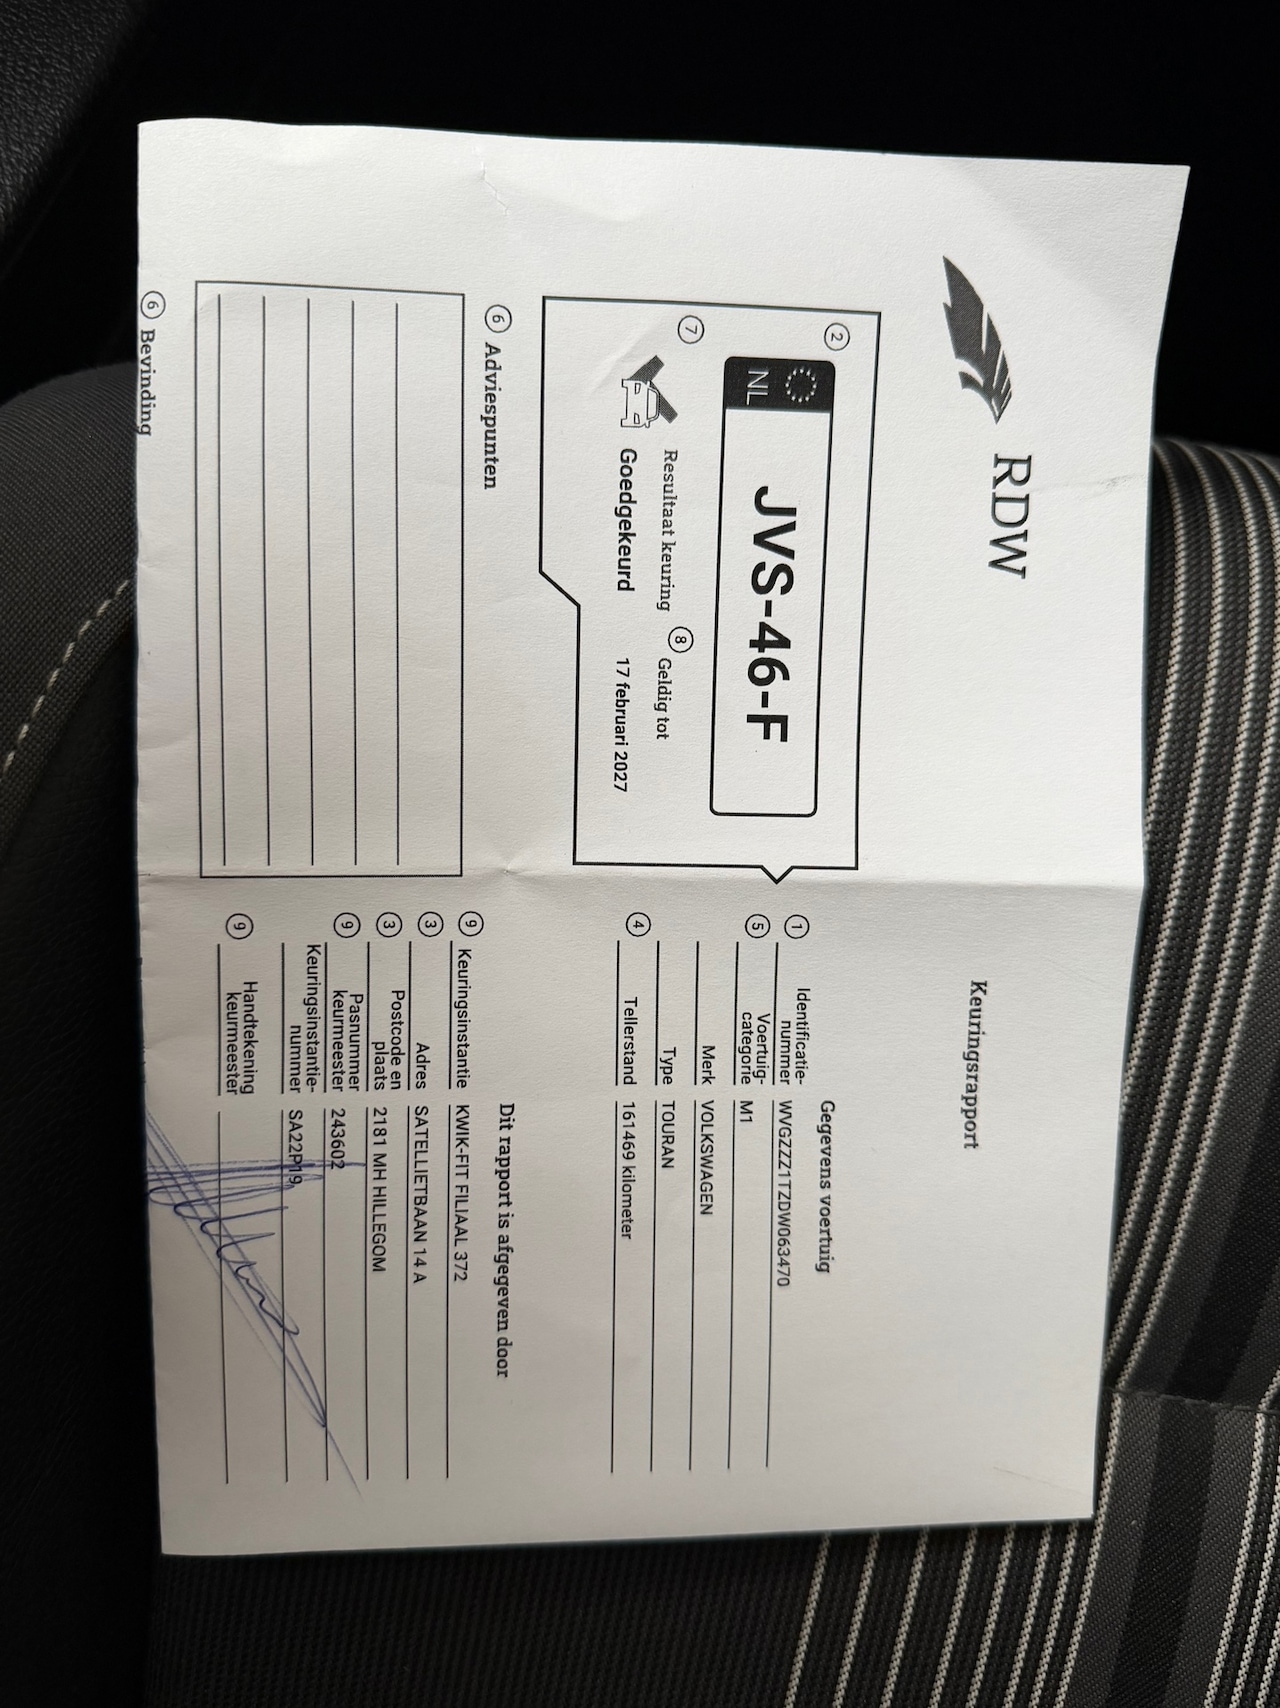 RDW
Keuringsrapport
2
NL
JVS-46-F
7
Resultaat keuring
Goedgekeurd
8
Geldig tot
17 februari 2027
6 Adviespunten
6 Bevinding
Gegevens voertuig
1 Identificatie-
nummer WVGZZZ1TZDW063470
5 Voertuig-
categorie M1
Merk VOLKSWAGEN
Type TOURAN
4 Tellerstand 161469 kilometer
Dit rapport is afgegeven door
9 Keuringsinstantie KWIK-FIT FILIAAL 372
3 Adres SATELLIETBAAN 14 A
3 Postcode en
plaats 2181 MH HILLEGOM
9 Pasnummer
keurmeester 243602
Keuringsinstantie-
nummer SA22P19
9 Handtekening
keurmeester